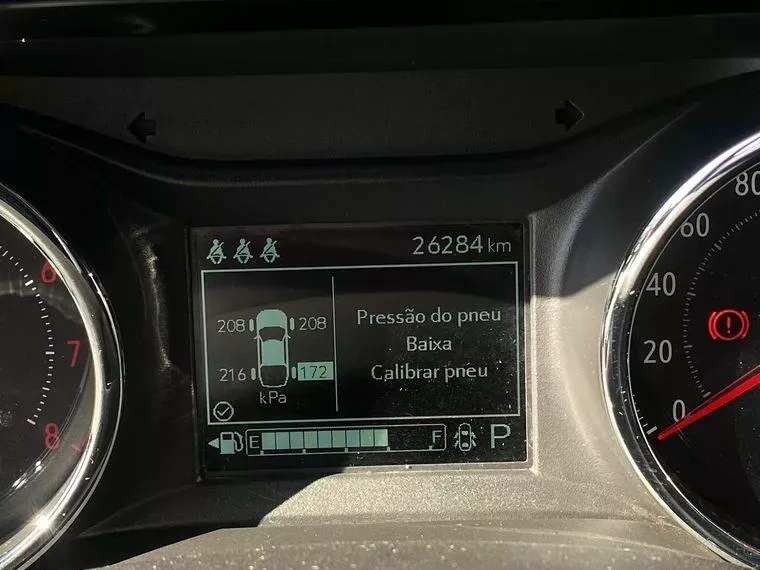 26284 km
208 208
216 172
kPa
Pressão do pneu
Baixa
Calibrar pneu
E F P
6
7
8
80
60
40
20
0